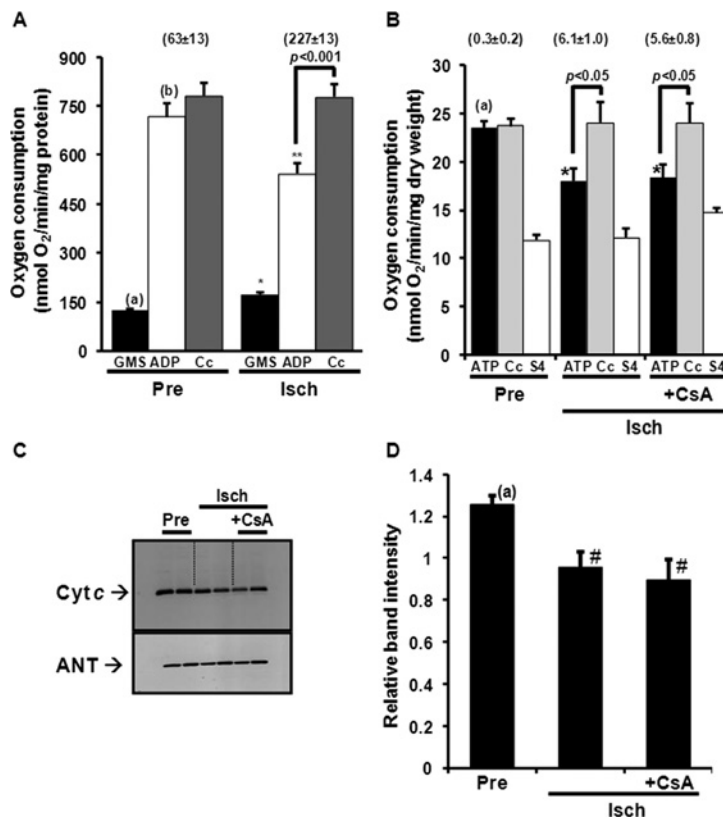 A
(63±13)
(227±13)
p<0.001
(b)
**
*
(a)
Oxygen consumption
(nmol O2/min/mg protein)
900
750
600
450
300
150
0
GMS ADP Cc
GMS ADP Cc
Pre
Isch
B
(0.3±0.2)
(6.1±1.0)
(5.6±0.8)
p<0.05
p<0.05
(a)
*
*
Oxygen consumption
(nmol O2/min/mg dry weight)
30
25
20
15
10
5
0
ATP Cc S4
ATP Cc S4
ATP Cc S4
Pre
+CsA
Isch
C
Isch
Pre
+CsA
Cytc →
ANT →
D
Relative band intensity
1.4
1.2
1
0.8
0.6
0.4
0.2
0
(a)
#
#
Pre
+CsA
Isch